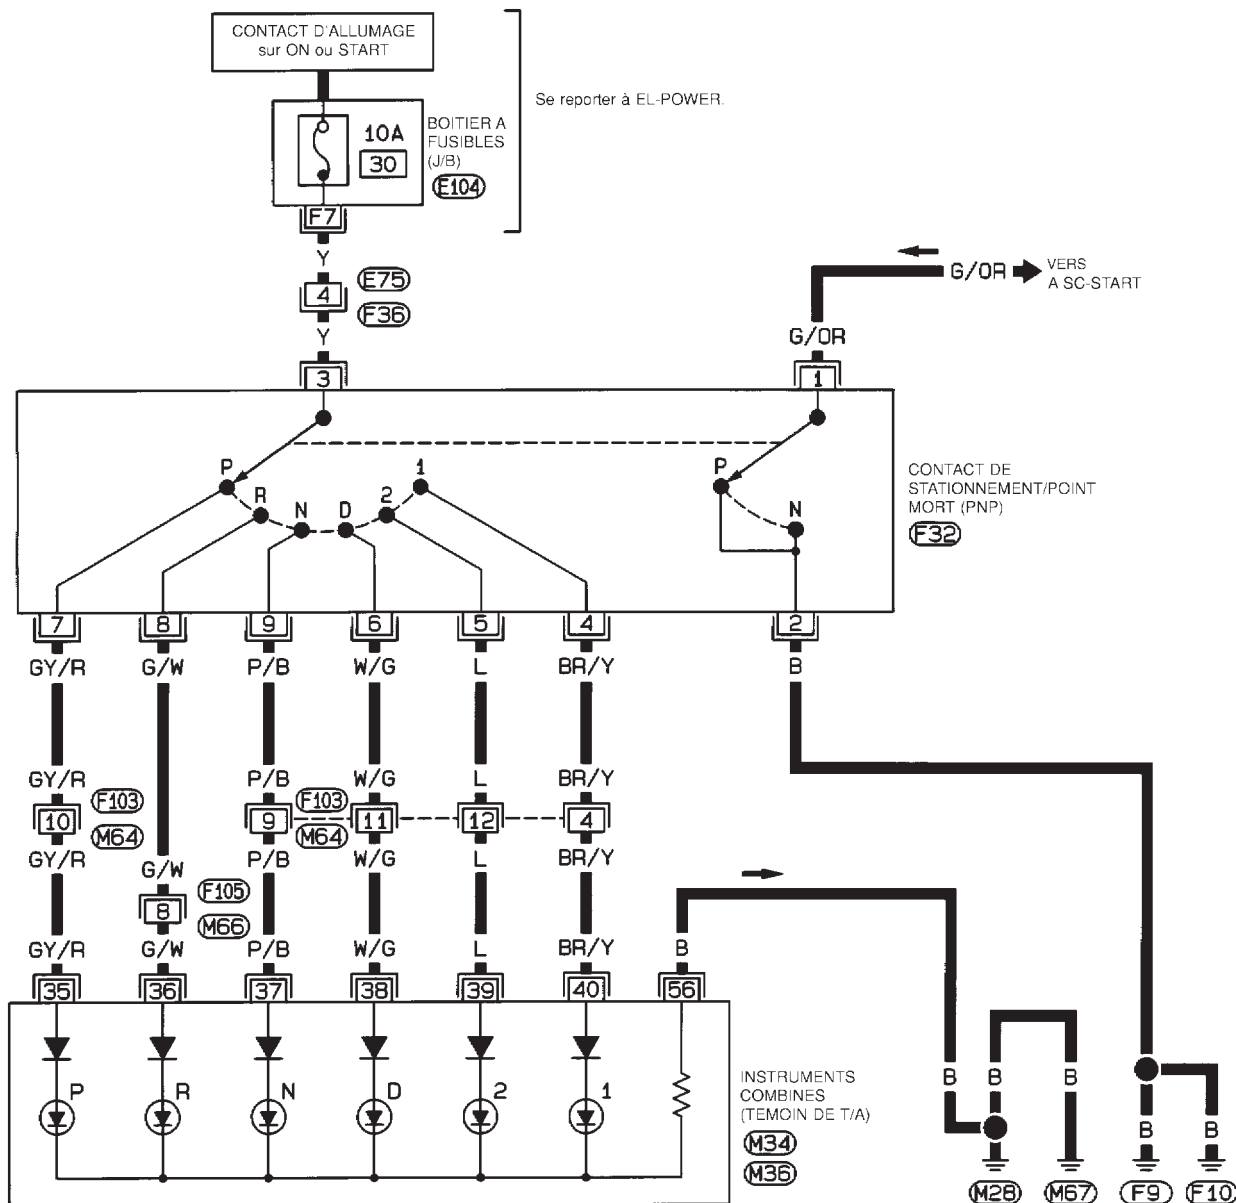 CONTACT D'ALLUMAGE
sur ON ou START
Se reporter à EL-POWER.
10A
30
BOITIER A
FUSIBLES
(J/B)
E104
F7
Y
4
E75
F36
Y
3
G/OR
VERS
A SC-START
G/OR
1
P
R
N
D
2
1
P
N
CONTACT DE
STATIONNEMENT/POINT
MORT (PNP)
F32
7 8 9 6 5 4 2
GY/R G/W P/B W/G L BR/Y B
GY/R P/B W/G L BR/Y
F103 F103
10 9 11 12 4
M64 M64
GY/R G/W P/B W/G L BR/Y
F105
8
M66
GY/R G/W P/B W/G L BR/Y B
35 36 37 38 39 40 56
P R N D 2 1
INSTRUMENTS
COMBINES
(TEMOIN DE T/A)
M34
M36
B B B
B B
M28 M67 F9 F10